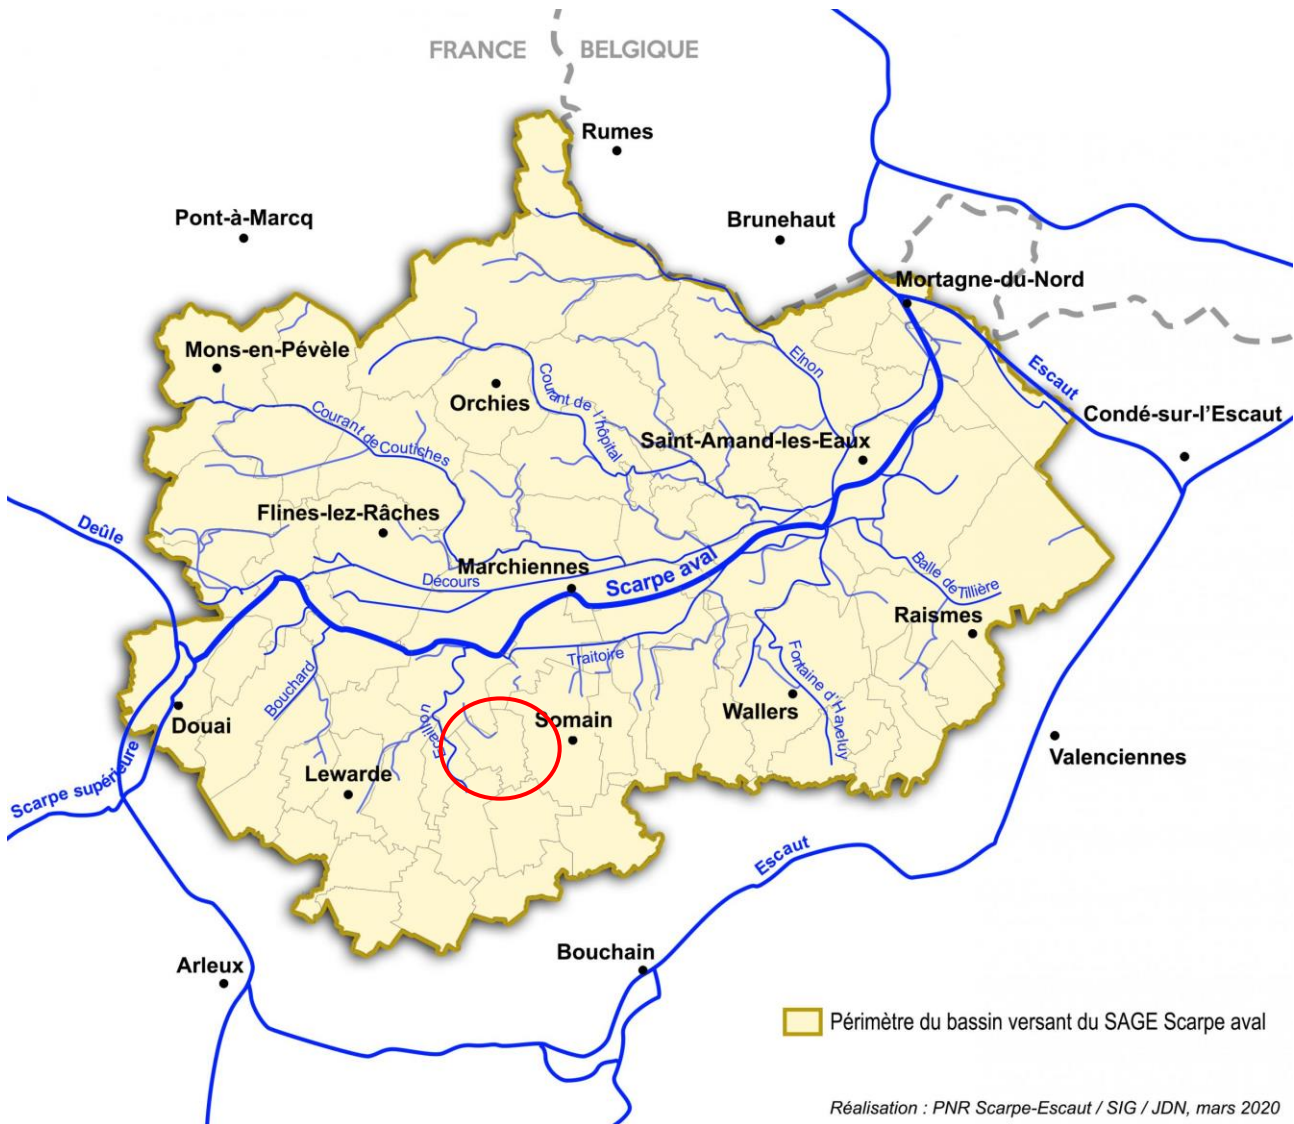 FRANCE
BELGIQUE
Rumes
Pont-à-Marcq
Brunehaut
Mortagne-du-Nord
Mons-en-Pévèle
Elnon
Escaut
Orchies
Courant de l'hôpital
Condé-sur-l'Escaut
Courant de Coutiches
Saint-Amand-les-Eaux
Flines-lez-Râches
Deûle
Marchiennes
Scarpe aval
Décours
Balle de Tillière
Raismes
Traitoire
Bouchard
Fontaine d'Haveluy
Douai
Ecaillon
Somain
Wallers
Valenciennes
Scarpe supérieure
Lewarde
Escaut
Bouchain
Arleux
Périmètre du bassin versant du SAGE Scarpe aval
Réalisation : PNR Scarpe-Escaut / SIG / JDN, mars 2020